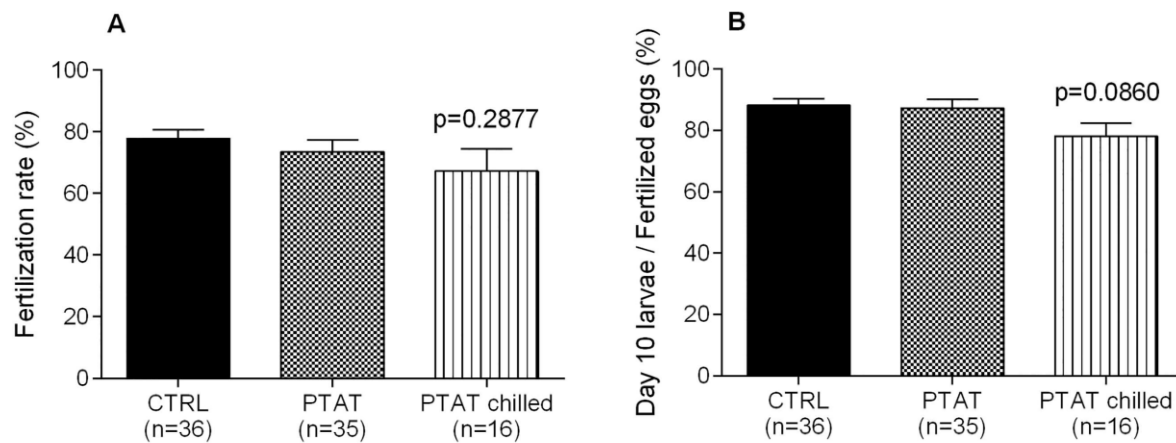 A
Fertilization rate (%)
100
80
60
40
20
0
p=0.2877
CTRL
(n=36)
PTAT
(n=35)
PTAT chilled
(n=16)
B
Day 10 larvae / Fertilized eggs (%)
100
80
60
40
20
0
p=0.0860
CTRL
(n=36)
PTAT
(n=35)
PTAT chilled
(n=16)